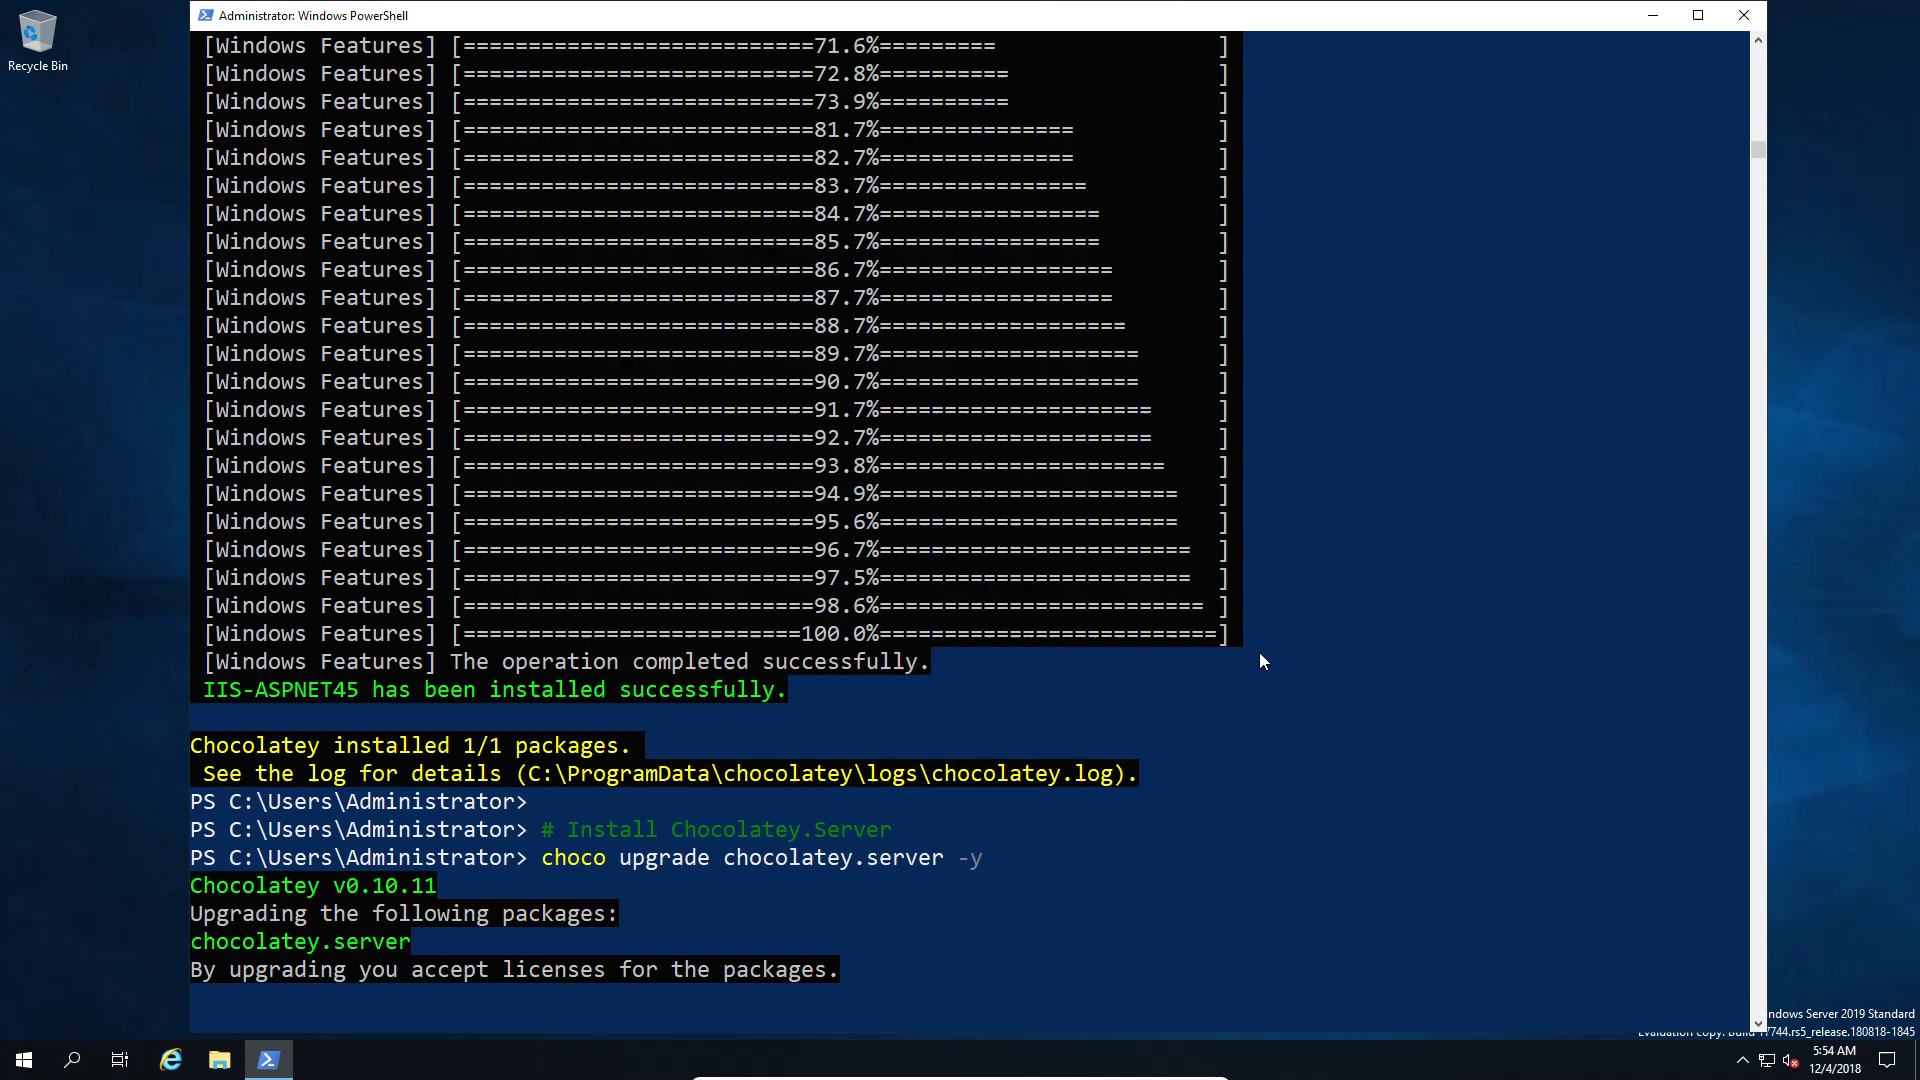 Recycle Bin
Administrator: Windows PowerShell
[Windows Features] [===========================71.6%=========                  ]
[Windows Features] [===========================72.8%==========                 ]
[Windows Features] [===========================73.9%==========                 ]
[Windows Features] [===========================81.7%===============            ]
[Windows Features] [===========================82.7%===============            ]
[Windows Features] [===========================83.7%================           ]
[Windows Features] [===========================84.7%=================          ]
[Windows Features] [===========================85.7%=================          ]
[Windows Features] [===========================86.7%==================         ]
[Windows Features] [===========================87.7%==================         ]
[Windows Features] [===========================88.7%===================        ]
[Windows Features] [===========================89.7%====================       ]
[Windows Features] [===========================90.7%====================       ]
[Windows Features] [===========================91.7%=====================      ]
[Windows Features] [===========================92.7%=====================      ]
[Windows Features] [===========================93.8%======================     ]
[Windows Features] [===========================94.9%=======================    ]
[Windows Features] [===========================95.6%=======================    ]
[Windows Features] [===========================96.7%========================   ]
[Windows Features] [===========================97.5%========================   ]
[Windows Features] [===========================98.6%========================= ]
[Windows Features] [==========================100.0%==========================]
[Windows Features] The operation completed successfully.
IIS-ASPNET45 has been installed successfully.
Chocolatey installed 1/1 packages.
See the log for details (C:\ProgramData\chocolatey\logs\chocolatey.log).
PS C:\Users\Administrator>
PS C:\Users\Administrator> # Install Chocolatey.Server
PS C:\Users\Administrator> choco upgrade chocolatey.server -y
Chocolatey v0.10.11
Upgrading the following packages:
chocolatey.server
By upgrading you accept licenses for the packages.
ndows Server 2019 Standard
Evaluation copy. Build 17744.rs5_release.180818-1845
5:54 AM
12/4/2018